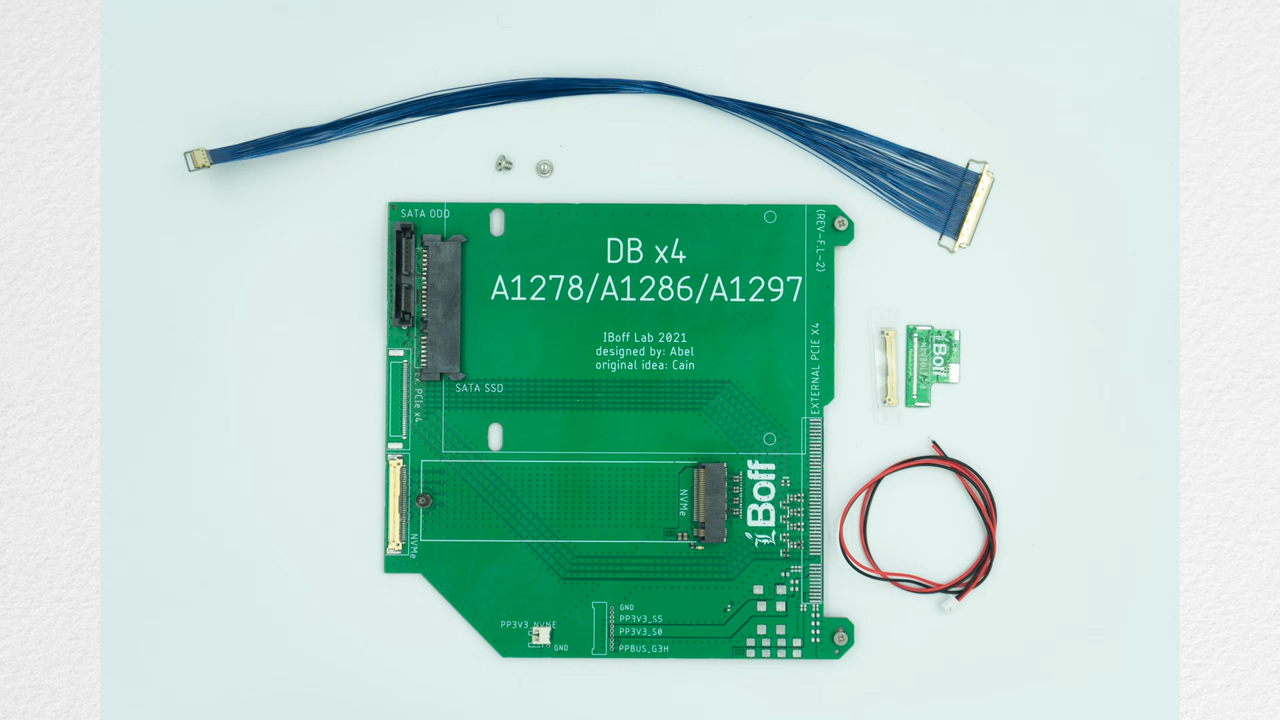 SATA ODD
(REV-F.1-2)
DB x4
A1278/A1286/A1297
IBoff Lab 2021
designed by: Abel
original idea: Cain
SATA SSD
EXTERNAL PCIE X4
PCIe x4
iBoff
NVMe
NVMe
iBoff
GND
PP3V3_S5
PP3V3_S0
PPBUS_G3H
PP3V3_NVME
GND